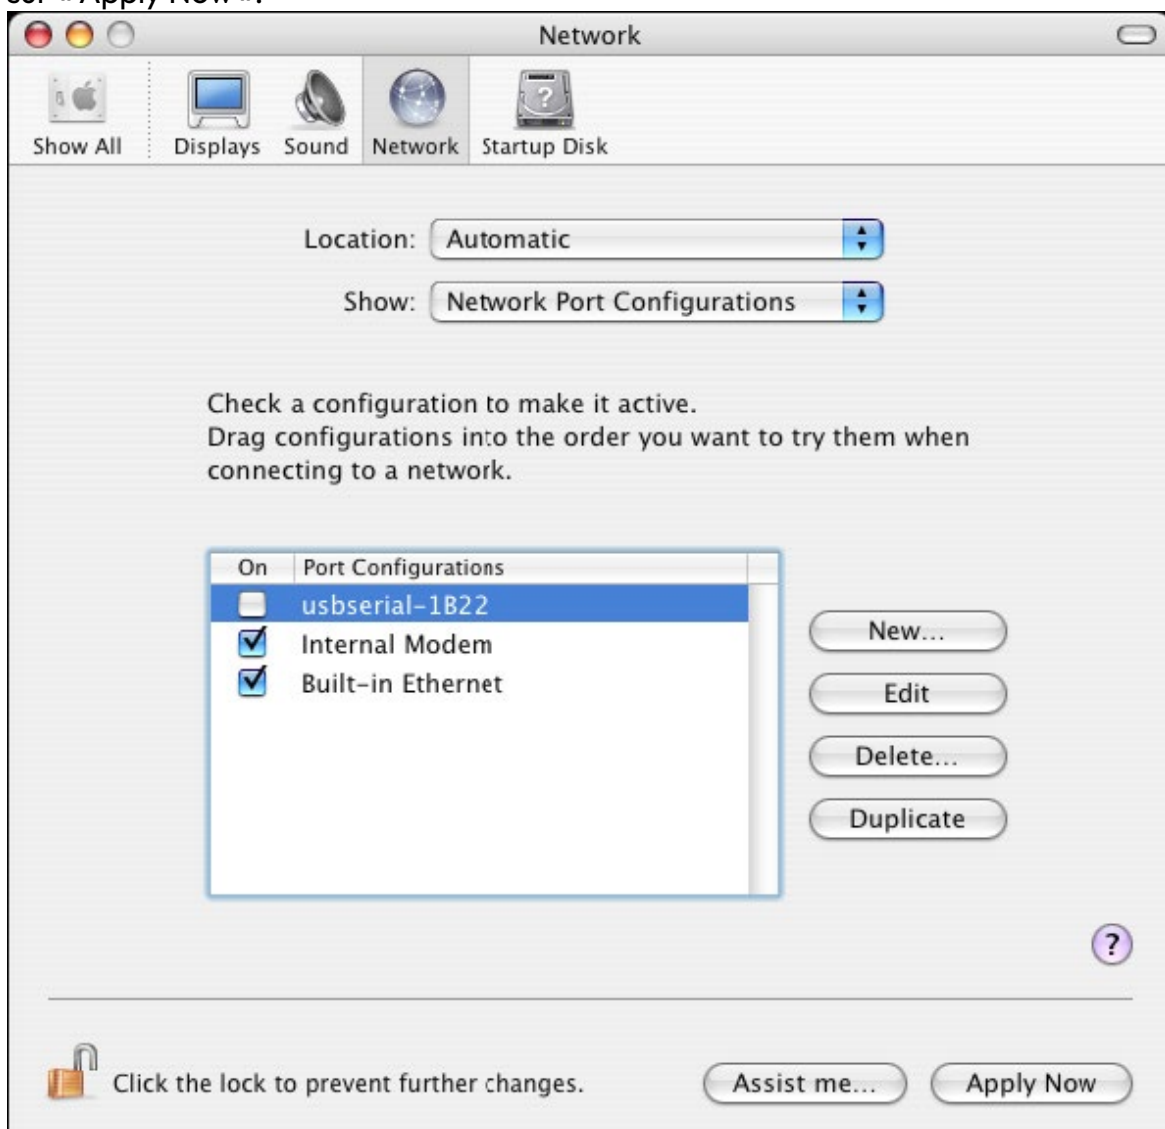 sur « Apply Now ».
Network
Show All
Displays
Sound
Network
Startup Disk
Location: Automatic
Show: Network Port Configurations
Check a configuration to make it active.
Drag configurations into the order you want to try them when
connecting to a network.
On Port Configurations
usbserial-1B22
Internal Modem
Built-in Ethernet
New...
Edit
Delete...
Duplicate
?
Click the lock to prevent further changes.
Assist me...
Apply Now